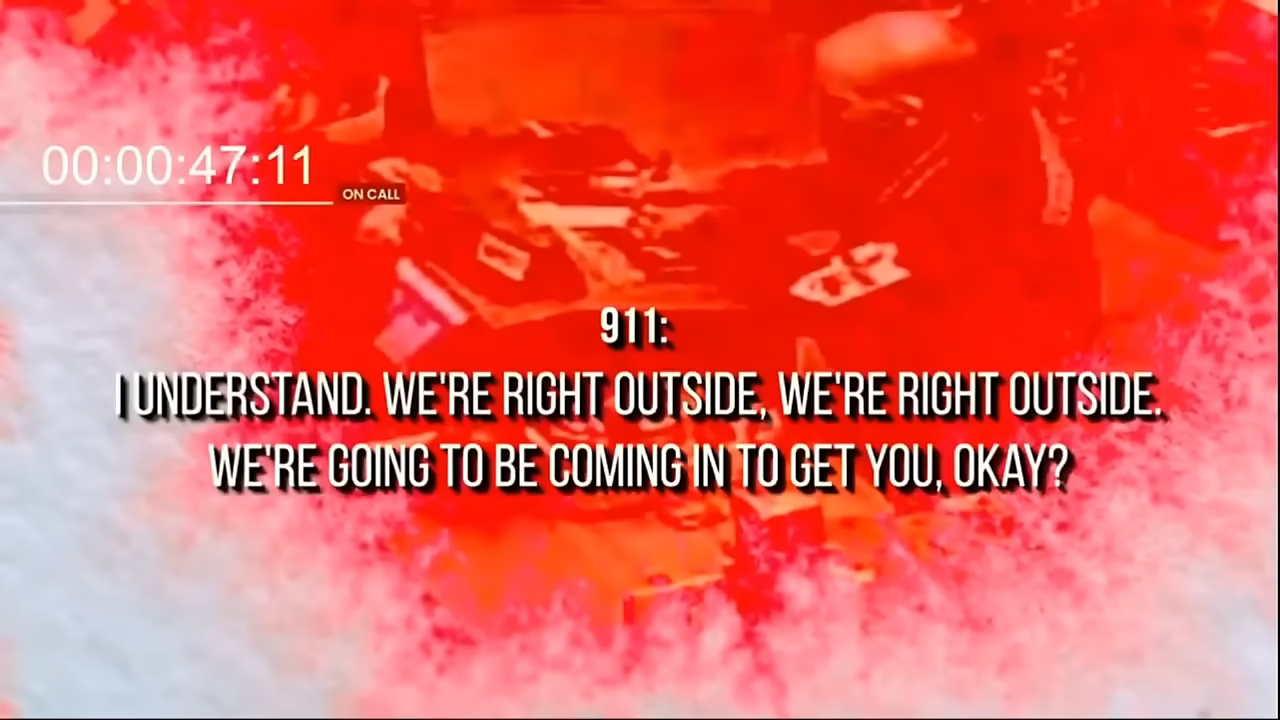 00:00:47:11
ON CALL
911:
I UNDERSTAND. WE'RE RIGHT OUTSIDE, WE'RE RIGHT OUTSIDE.
WE'RE GOING TO BE COMING IN TO GET YOU, OKAY?